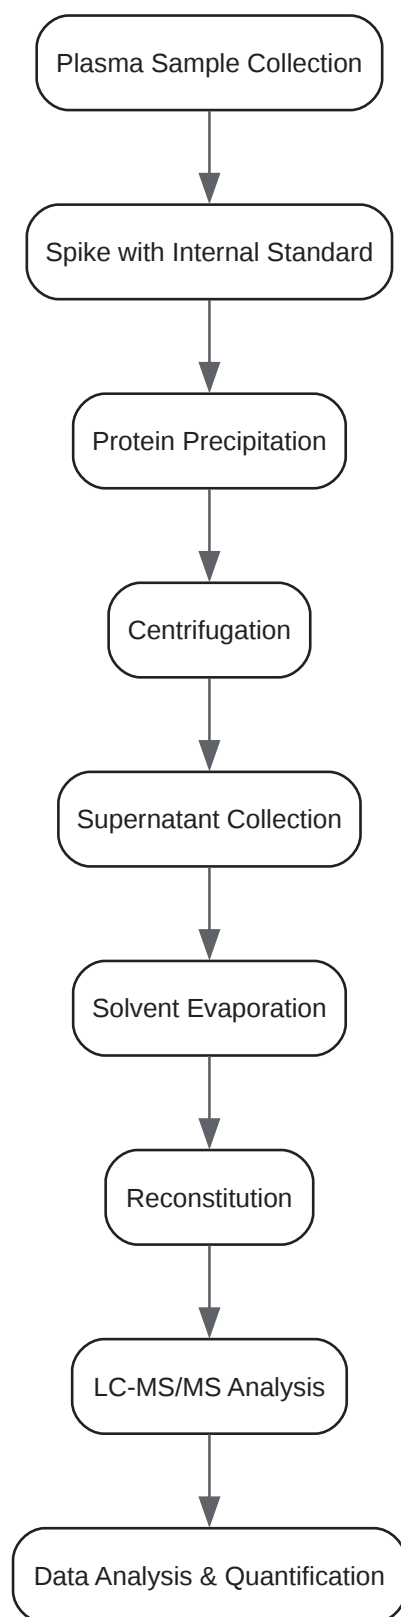 Plasma Sample Collection
Spike with Internal Standard
Protein Precipitation
Centrifugation
Supernatant Collection
Solvent Evaporation
Reconstitution
LC-MS/MS Analysis
Data Analysis & Quantification